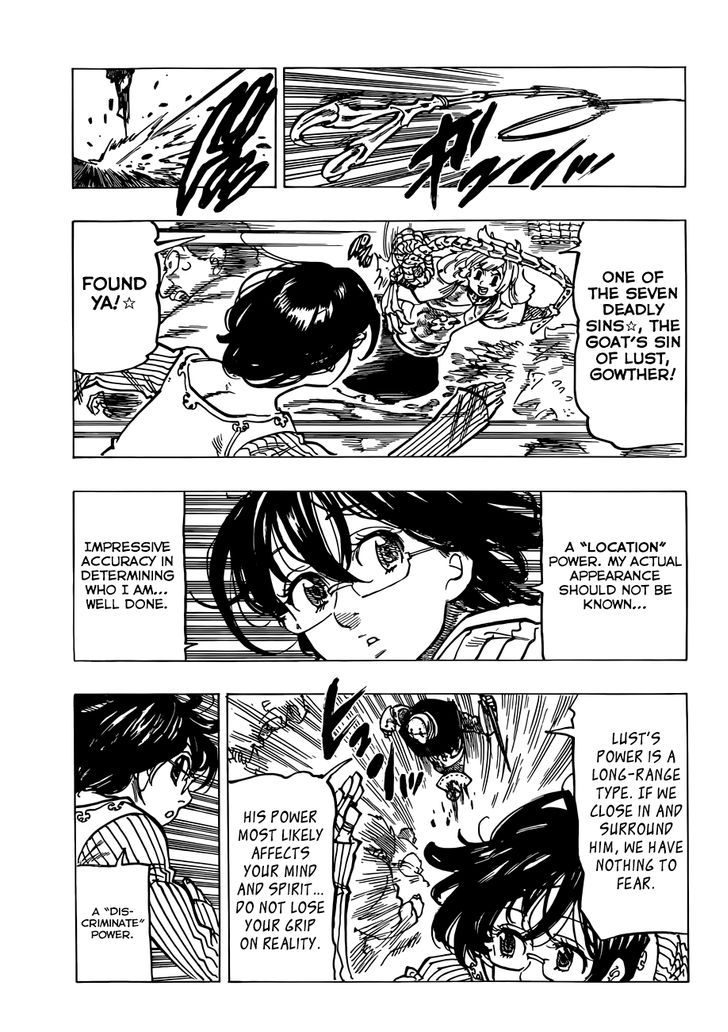 ギュン
ONE OF
THE SEVEN
DEADLY
SINS☆, THE
GOAT'S SIN
OF LUST,
GOWTHER!
FOUND
YA!☆
A "LOCATION"
POWER. MY ACTUAL
APPEARANCE
SHOULD NOT BE
KNOWN...
IMPRESSIVE
ACCURACY IN
DETERMINING
WHO I AM...
WELL DONE.
LUST'S
POWER IS A
LONG-RANGE
TYPE. IF WE
CLOSE IN AND
SURROUND
HIM, WE HAVE
NOTHING TO
FEAR.
HIS POWER
MOST LIKELY
AFFECTS
YOUR MIND
AND SPIRIT...
DO NOT LOSE
YOUR GRIP
ON REALITY.
A "DIS-
CRIMINATE"
POWER.